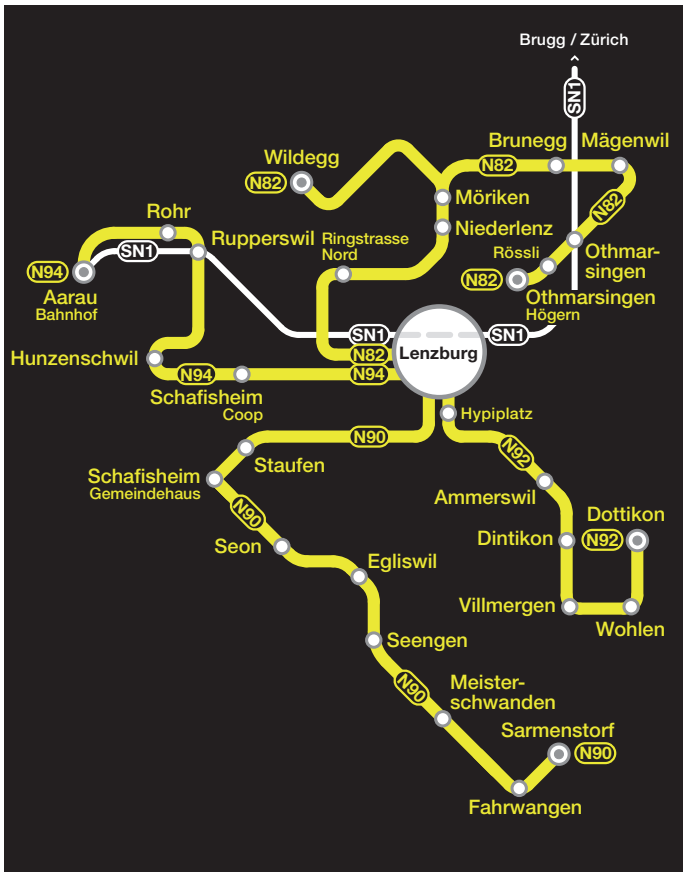 Brugg / Zürich
SN1
Brunegg
Mägenwil
Wildegg
N82
N82
Möriken
N82
Rohr
Niederlenz
Rupperswil
Ringstrasse
Nord
SN1
Rössli
Othmar-
singen
N94
N82
Aarau
Bahnhof
Othmarsingen
Högern
SN1
SN1
Hunzenschwil
N82
Lenzburg
N94
N94
Schafisheim
Coop
Hypiplatz
N90
Staufen
N92
Schafisheim
Gemeindehaus
Ammerswil
N90
Dottikon
Seon
Dintikon
N92
Egliswil
Villmergen
Wohlen
Seengen
N90
Meister-
schwanden
Sarmenstorf
N90
Fahrwangen